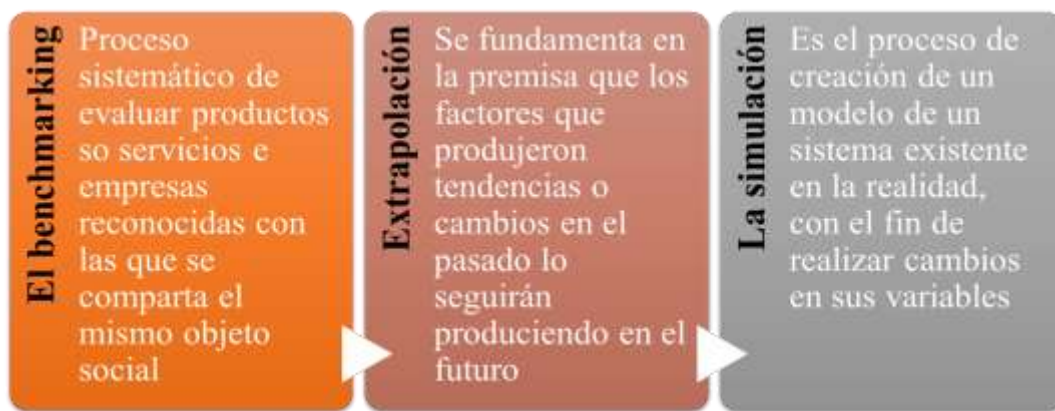 El benchmarking
Proceso
sistemático de
evaluar productos
so servicios e
empresas
reconocidas con
las que se
comparta el
mismo objeto
social
Extrapolación
Se fundamenta en
la premisa que los
factores que
produjeron
tendencias o
cambios en el
pasado lo
seguirán
produciendo en el
futuro
La simulación
Es el proceso de
creación de un
modelo de un
sistema existente
en la realidad,
con el fin de
realizar cambios
en sus variables